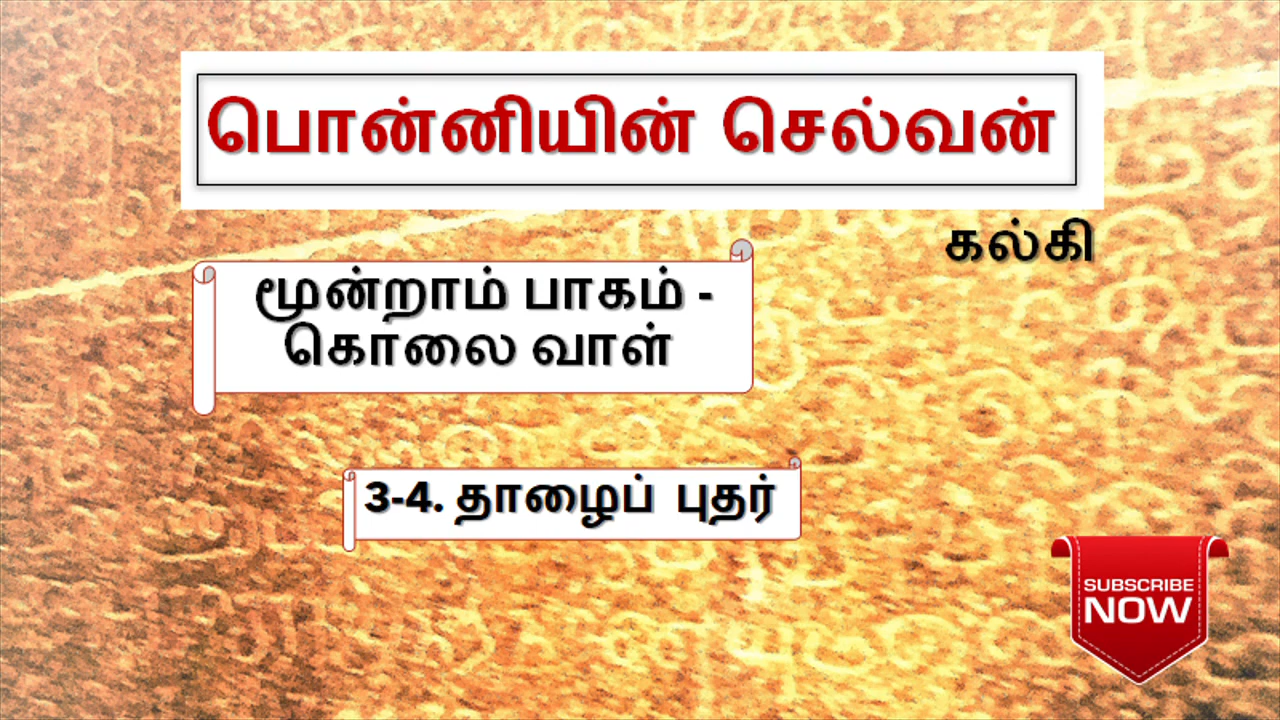 பொன்னியின் செல்வன்
கல்கி
மூன்றாம் பாகம் -
கொலை வாள்
3-4. தாழைப் புதர்
SUBSCRIBE
NOW